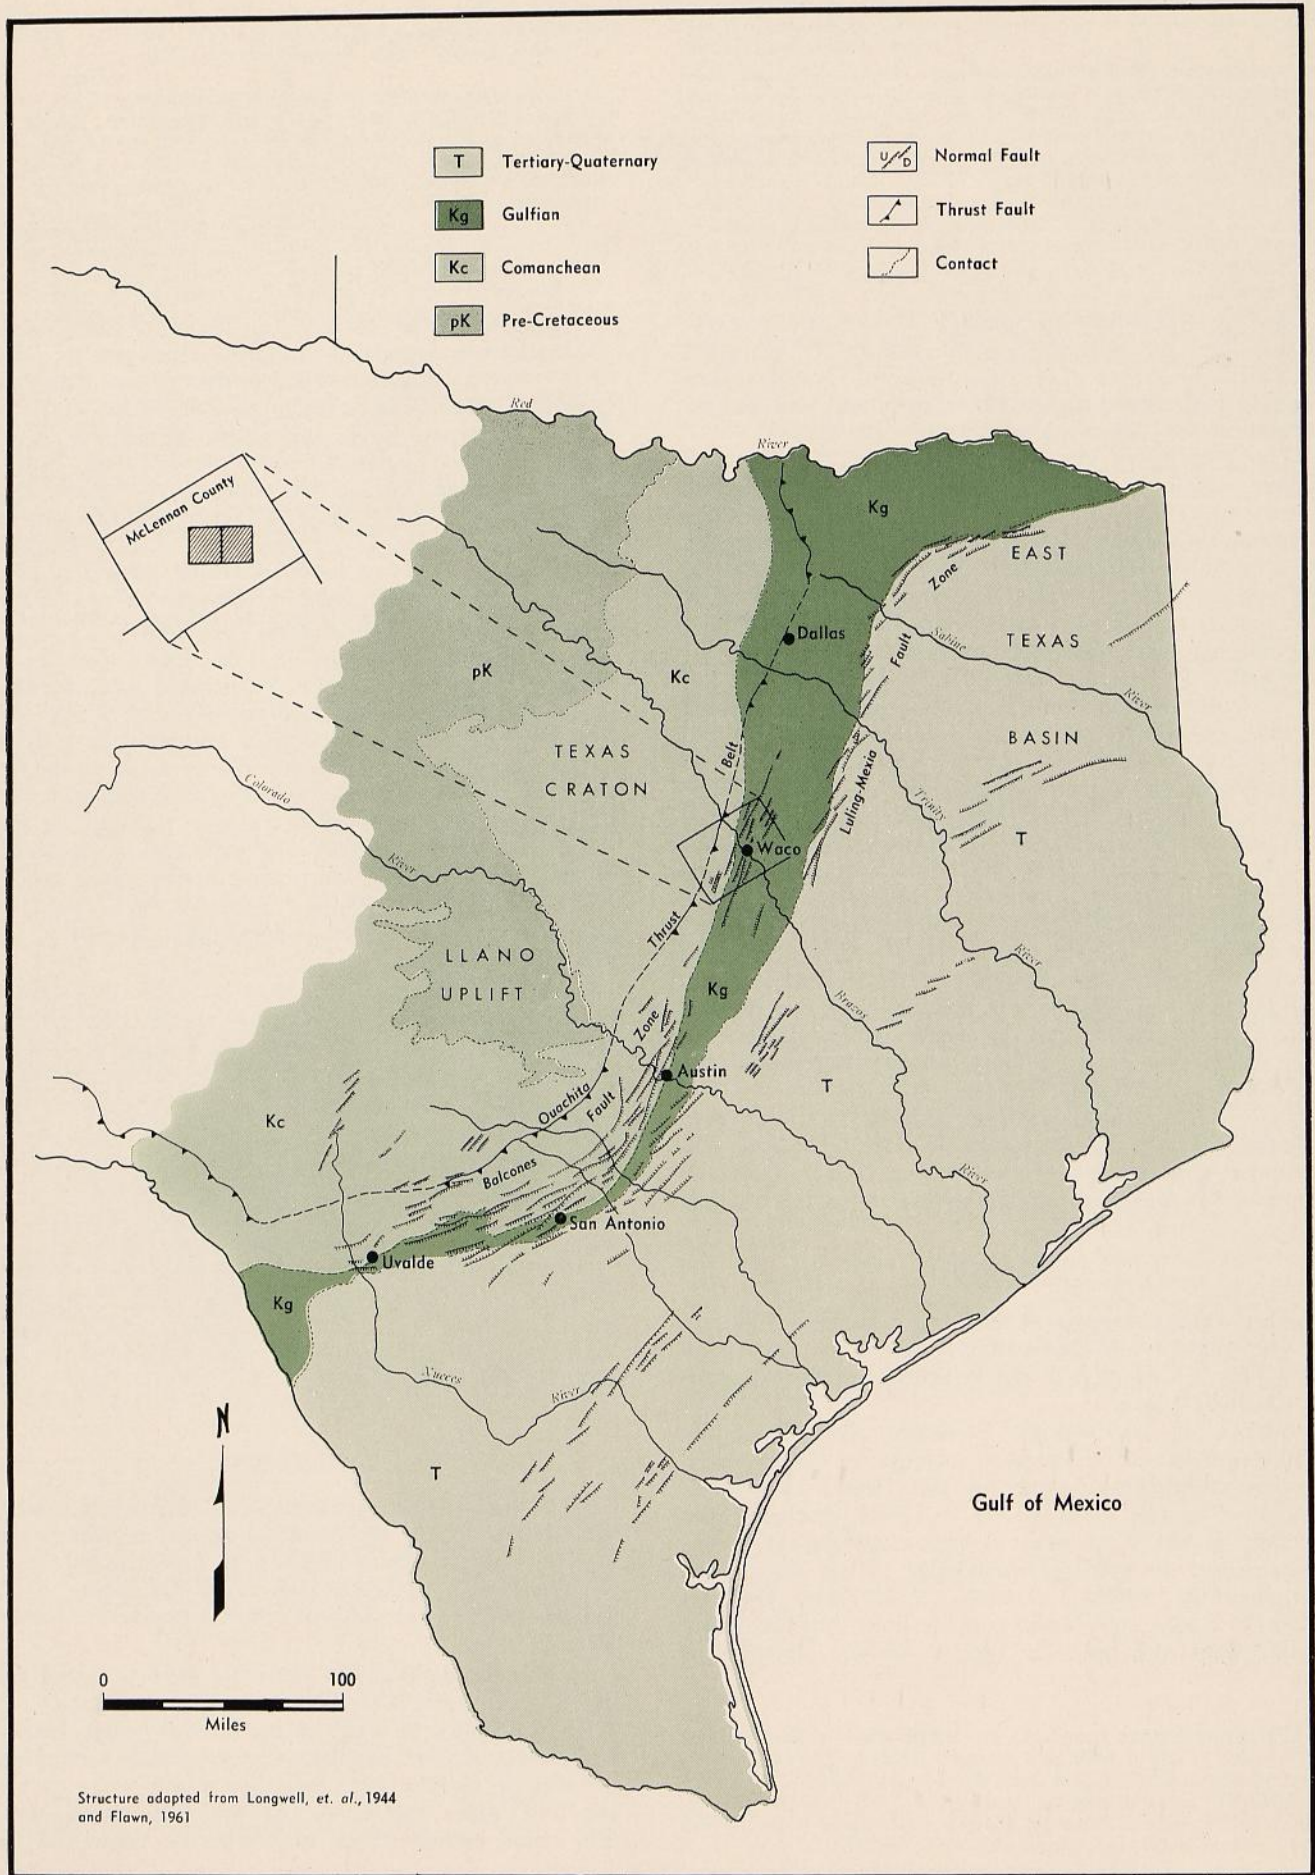 T Tertiary-Quaternary
Kg Gulfian
Kc Comanchean
pK Pre-Cretaceous
U/D Normal Fault
Thrust Fault
Contact
Red
River
McLennan County
Kg
EAST
Zone
TEXAS
Dallas
Sabine
Fault
River
pK
Kc
BASIN
TEXAS
CRATON
Belt
Colorado
Luling-Mexia
Trinity
T
Waco
River
Thrust
LLANO
UPLIFT
River
Kg
Brazos
Zone
Austin
T
Ouachita
Fault
Kc
Balcones
River
San Antonio
Uvalde
Kg
Nueces
River
N
T
Gulf of Mexico
0 100
Miles
Structure adapted from Longwell, et. al., 1944
and Flawn, 1961